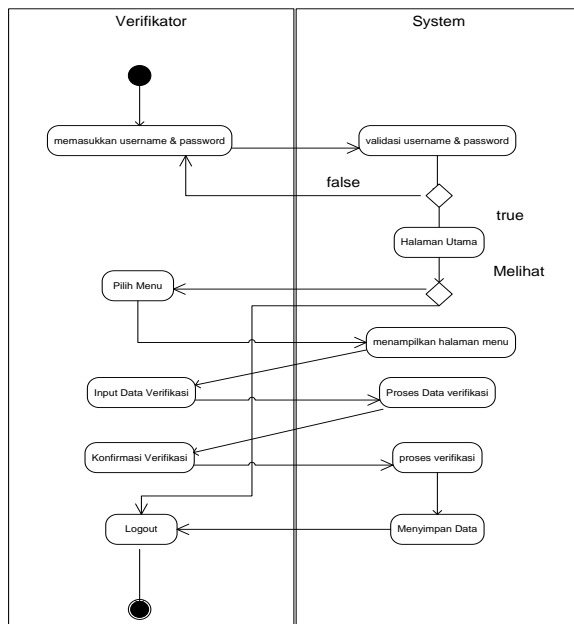 Verifikator
System
memasukkan username & password
validasi username & password
false
true
Halaman Utama
Melihat
Pilih Menu
menampilkan halaman menu
Input Data Verifikasi
Proses Data verifikasi
Konfirmasi Verifikasi
proses verifikasi
Logout
Menyimpan Data